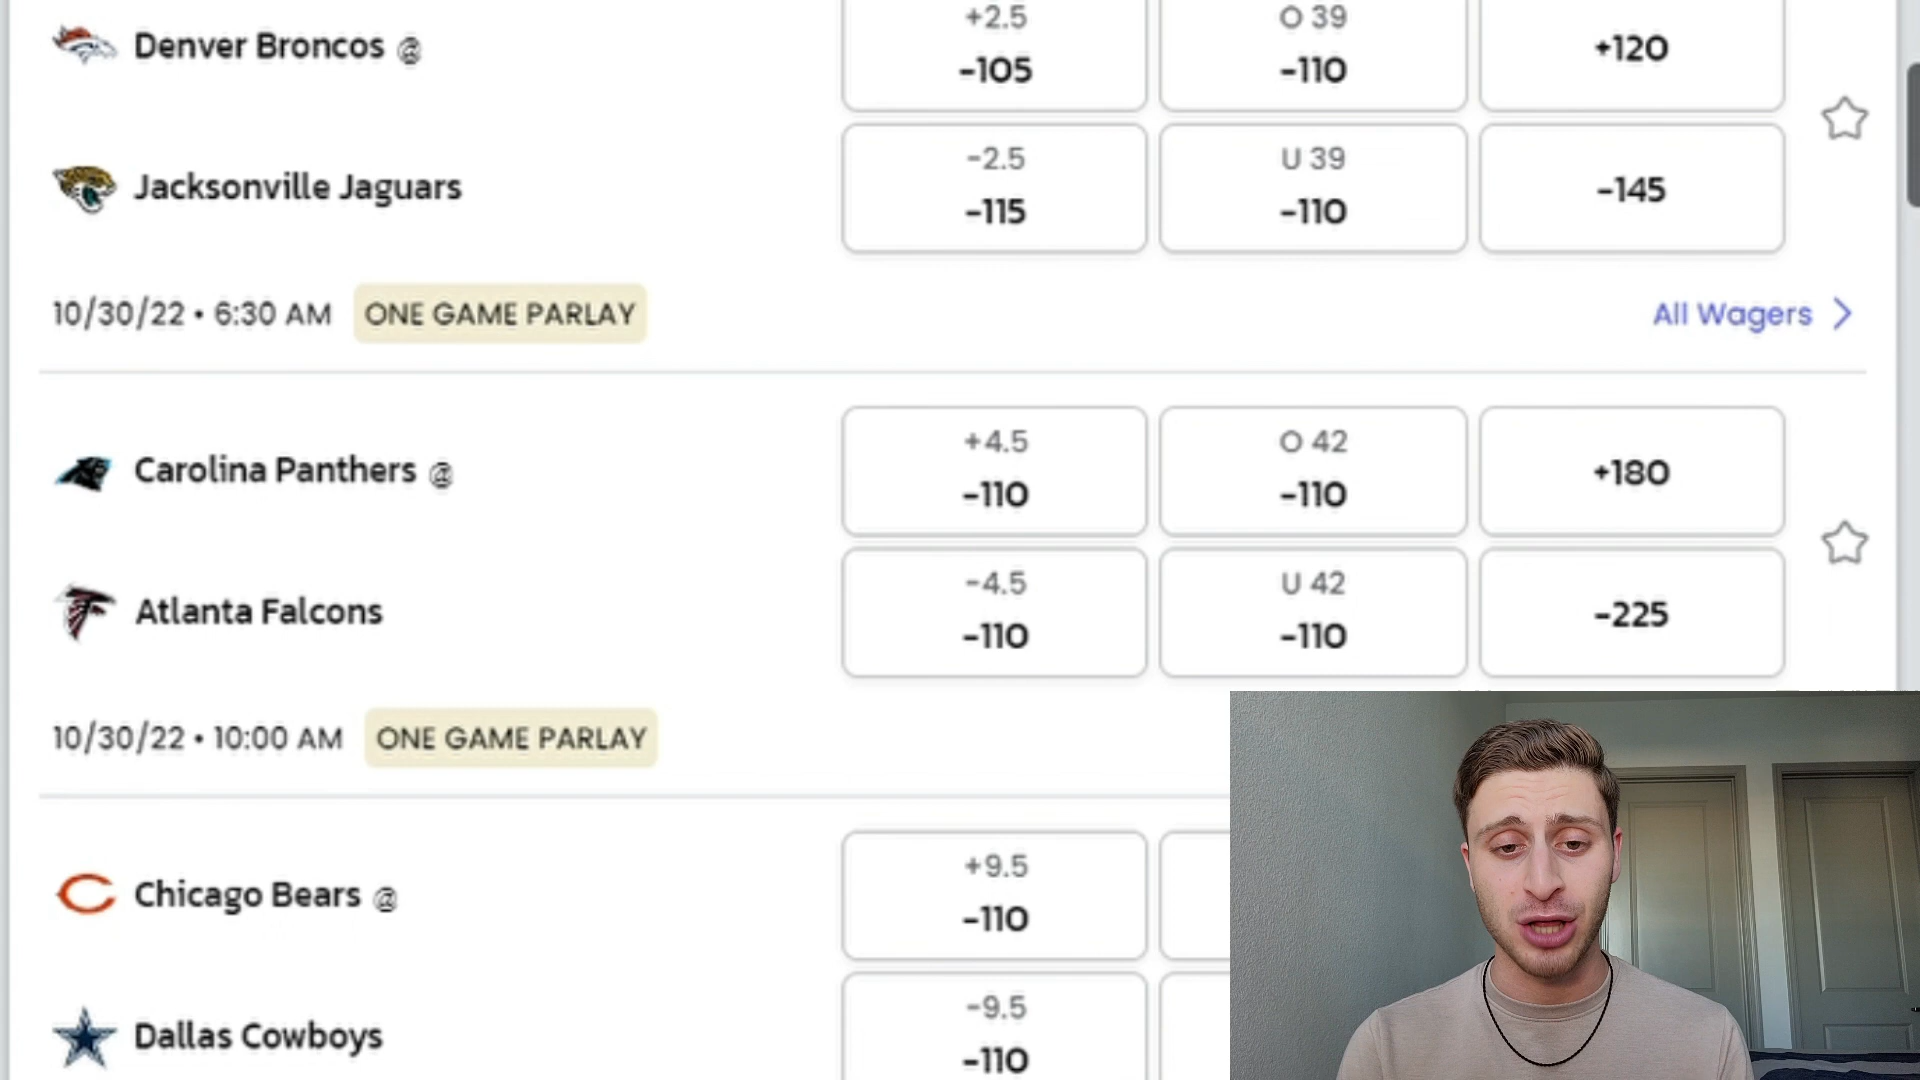 +2.5 O 39
Denver Broncos @ +120
-105 -110
-2.5 U 39
Jacksonville Jaguars -145
-115 -110
10/30/22 • 6:30 AM ONE GAME PARLAY All Wagers
+4.5 O 42
Carolina Panthers @ +180
-110 -110
-4.5 U 42
Atlanta Falcons -225
-110 -110
10/30/22 • 10:00 AM ONE GAME PARLAY
+9.5
Chicago Bears @
-110
-9.5
Dallas Cowboys
-110